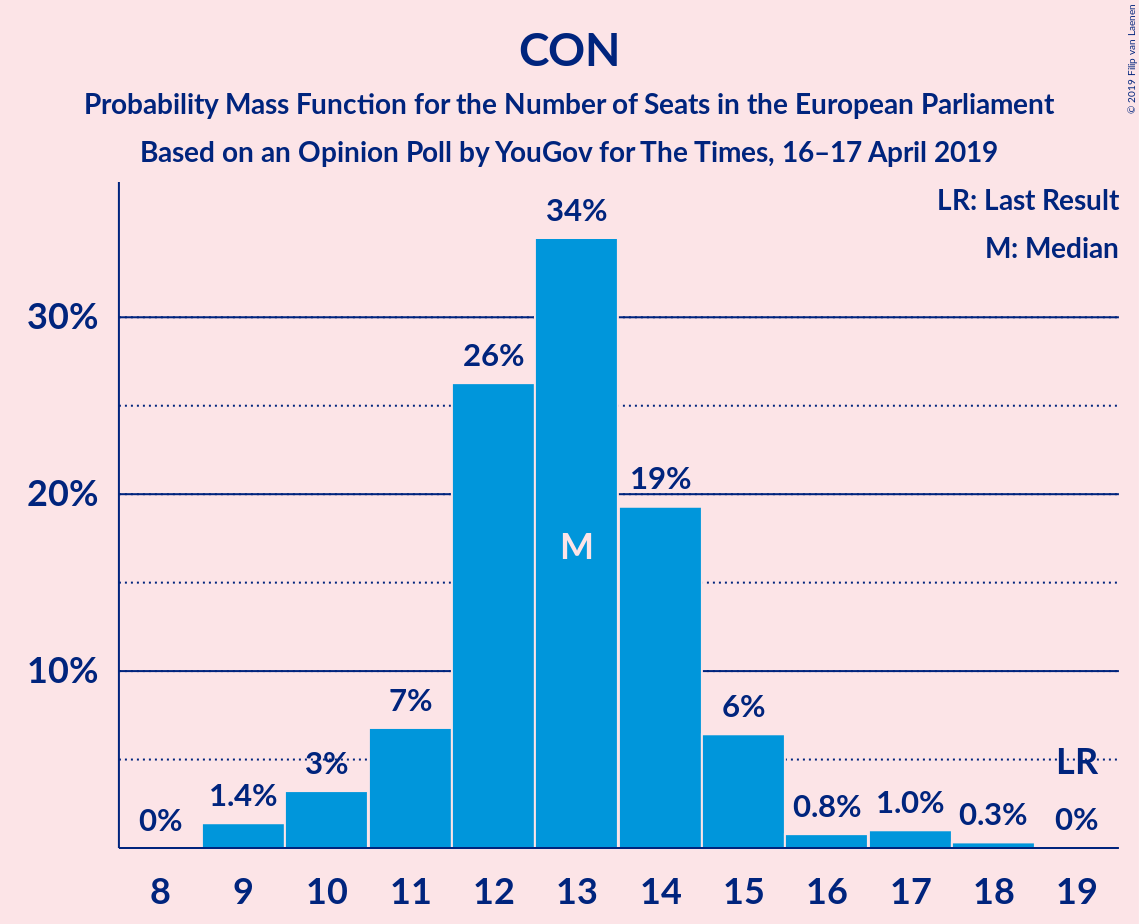 CON
Probability Mass Function for the Number of Seats in the European Parliament
Based on an Opinion Poll by YouGov for The Times, 16–17 April 2019
© 2019 Filip van Laenen
LR: Last Result
M: Median
34%
30%
26%
20%
19%
M
10%
7%
6%
3%
LR
1.4%
0%
0.8%
1.0%
0.3%
0%
8 9 10 11 12 13 14 15 16 17 18 19